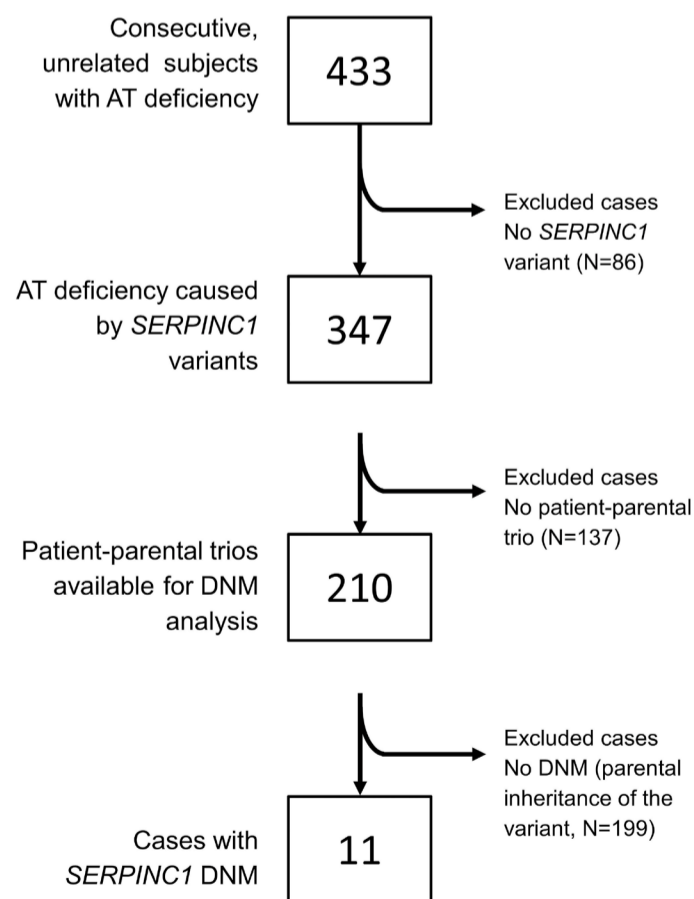 Consecutive,
unrelated subjects
with AT deficiency
433
Excluded cases
No SERPINC1
variant (N=86)
AT deficiency caused
by SERPINC1
variants
347
Excluded cases
No patient-parental
trio (N=137)
Patient-parental trios
available for DNM
analysis
210
Excluded cases
No DNM (parental
inheritance of the
variant, N=199)
Cases with
SERPINC1 DNM
11